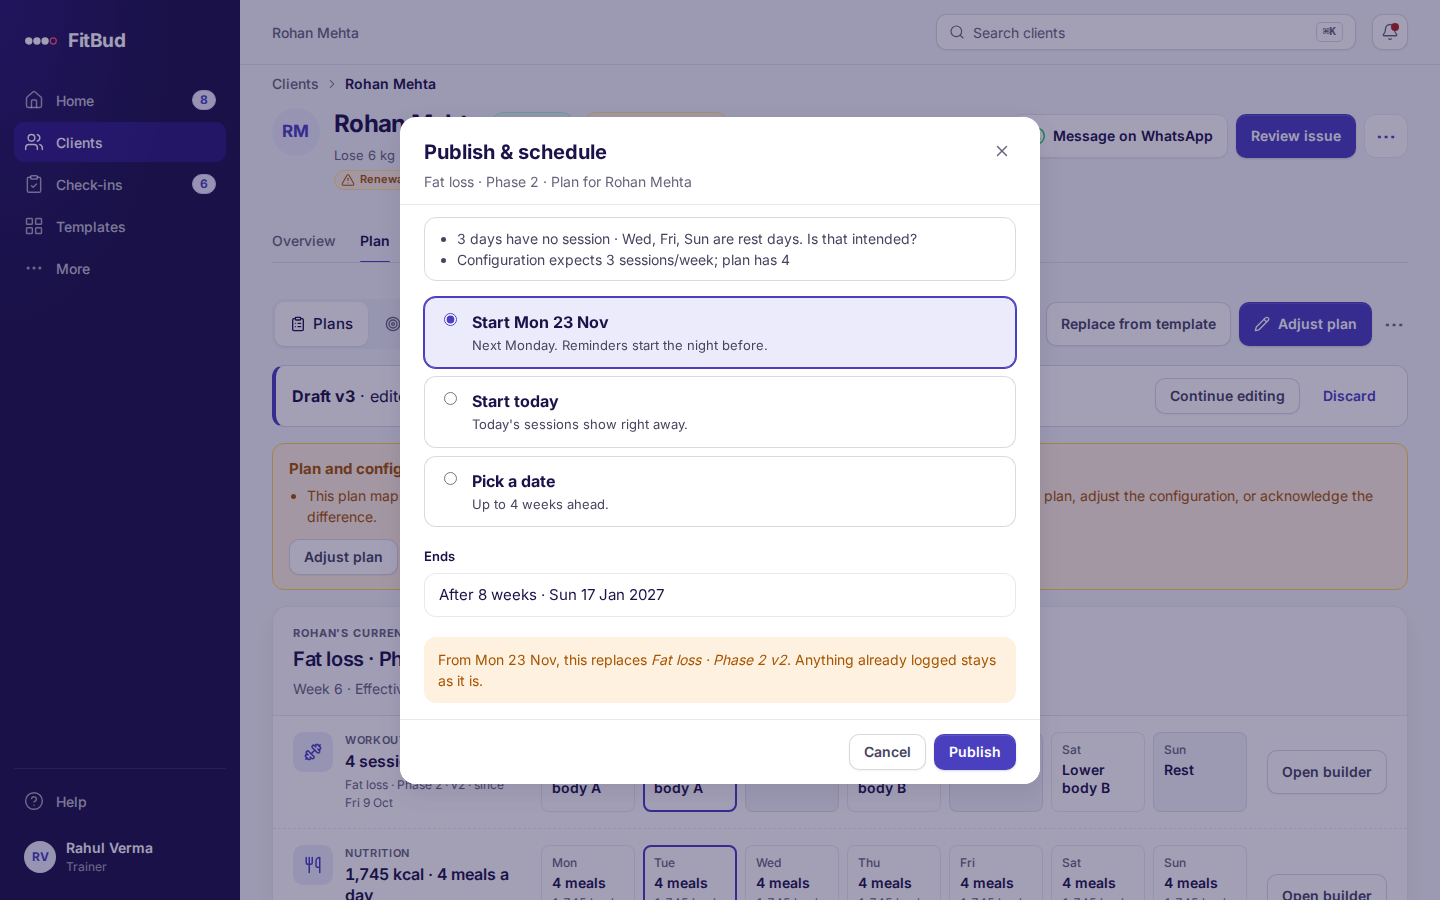 FitBud
Home
8
Clients
Check-ins
6
Templates
More
Help
RV
Rahul Verma
Trainer
Rohan Mehta
Search clients
⌘K
Clients
Rohan Mehta
RM
Rohan Mehta
Lose 6 kg
Message on WhatsApp
Review issue
Overview
Plan
Plans
Replace from template
Adjust plan
Draft v3 ·
Continue editing
Discard
Plan and
This plan
plan, adjust the configuration, or acknowledge the
difference.
Adjust plan
ROHAN'S
Fat loss ·
Week 6 ·
WORKOUT
4
Fat loss · Phase 2 · v2 · since
Fri 9 Oct
body A
body A
body B
Sat
Lower
body B
Sun
Rest
Open builder
NUTRITION
1,745 kcal · 4 meals a
day
Mon
4 meals
Tue
4 meals
Wed
4 meals
Thu
4 meals
Fri
4 meals
Sat
4 meals
Sun
4 meals
Open builder
Publish & schedule
Fat loss · Phase 2 · Plan for Rohan Mehta
3 days have no session · Wed, Fri, Sun are rest days. Is that intended?
Configuration expects 3 sessions/week; plan has 4
Start Mon 23 Nov
Next Monday. Reminders start the night before.
Start today
Today's sessions show right away.
Pick a date
Up to 4 weeks ahead.
Ends
After 8 weeks · Sun 17 Jan 2027
From Mon 23 Nov, this replaces Fat loss · Phase 2 v2. Anything already logged stays
as it is.
Cancel
Publish